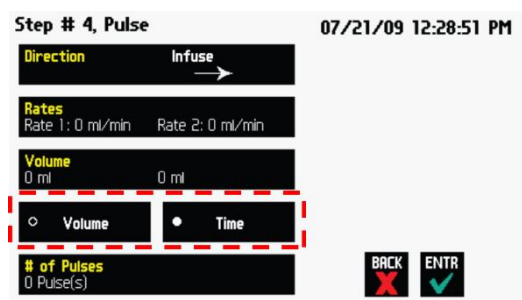 Step # 4, Pulse 07/21/09 12:28:51 PM
Direction Infuse
Rates
Rate 1: 0 ml/min Rate 2: 0 ml/min
Volume
0 ml 0 ml
Volume Time
# of Pulses
0 Pulse(s)
BACK ENTR